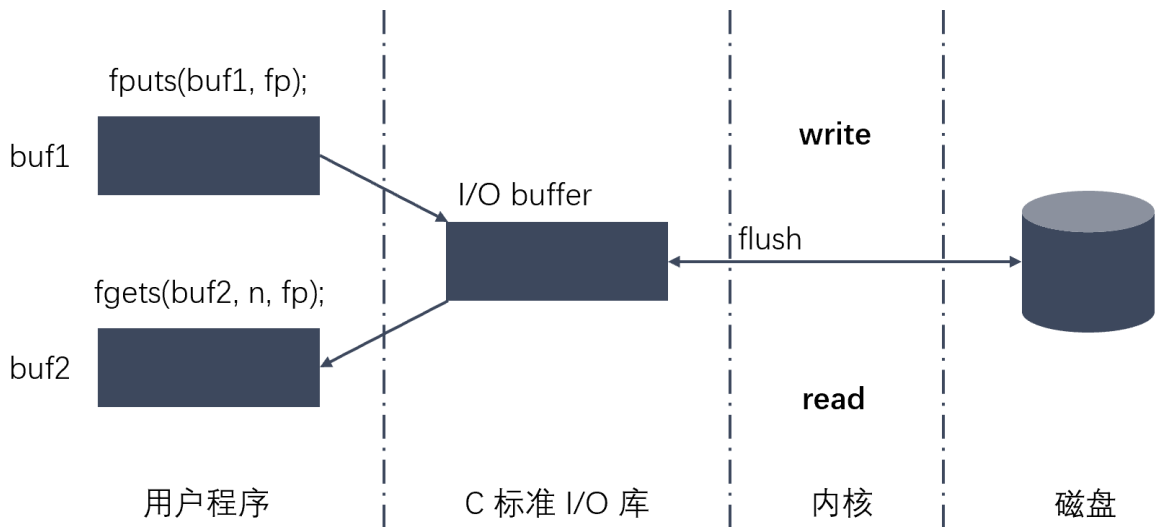 fputs(buf1, fp);
buf1
I/O buffer
write
flush
fgets(buf2, n, fp);
buf2
read
用户程序
C 标准 I/O 库
内核
磁盘